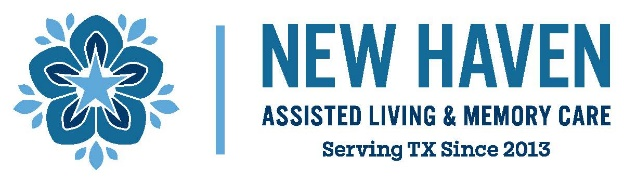 NEW HAVEN
ASSISTED LIVING & MEMORY CARE
Serving TX Since 2013